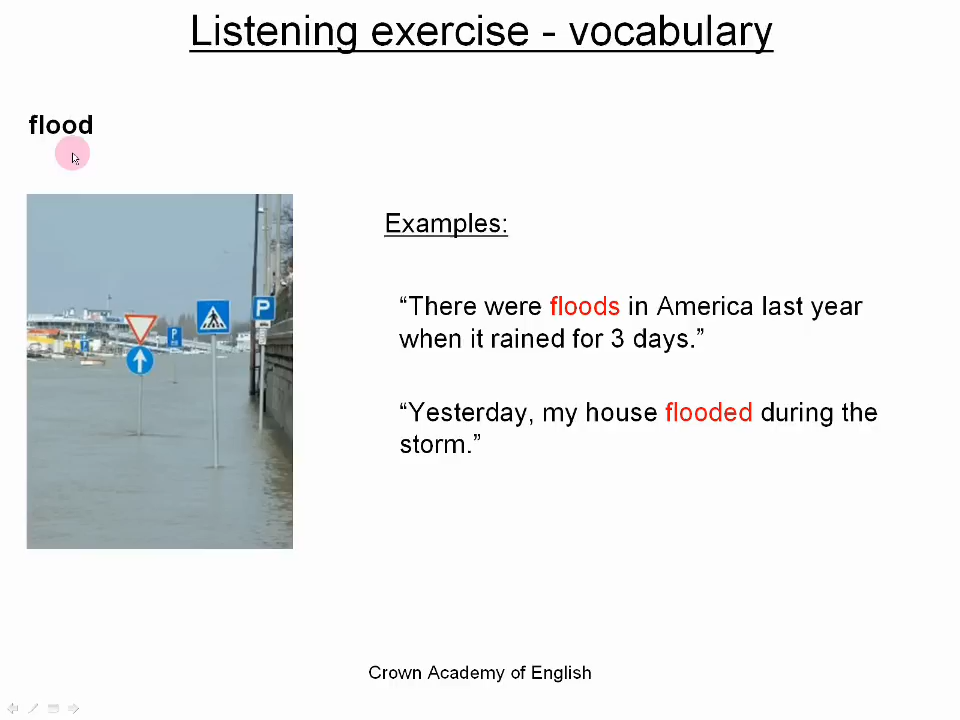 Listening exercise - vocabulary
flood
P
P
Examples:
“There were floods in America last year
when it rained for 3 days.”
“Yesterday, my house flooded during the
storm.”
Crown Academy of English